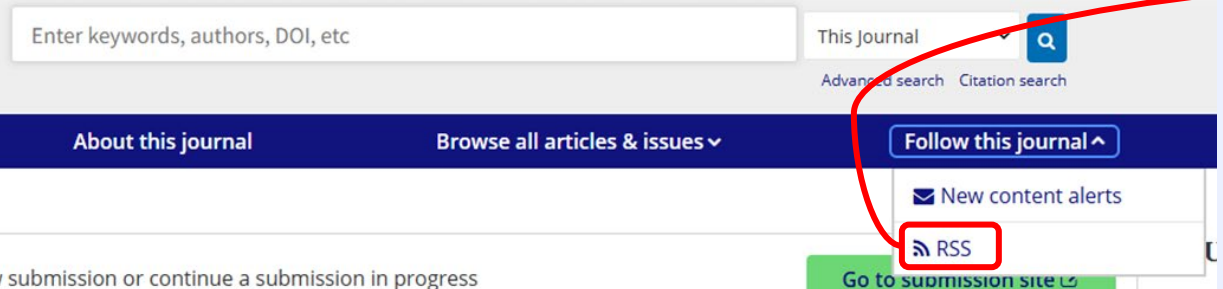 Enter keywords, authors, DOI, etc
This Journal
Advanced search Citation search
About this journal
Browse all articles & issues
Follow this journal
New content alerts
RSS
submission or continue a submission in progress
Go to submission site